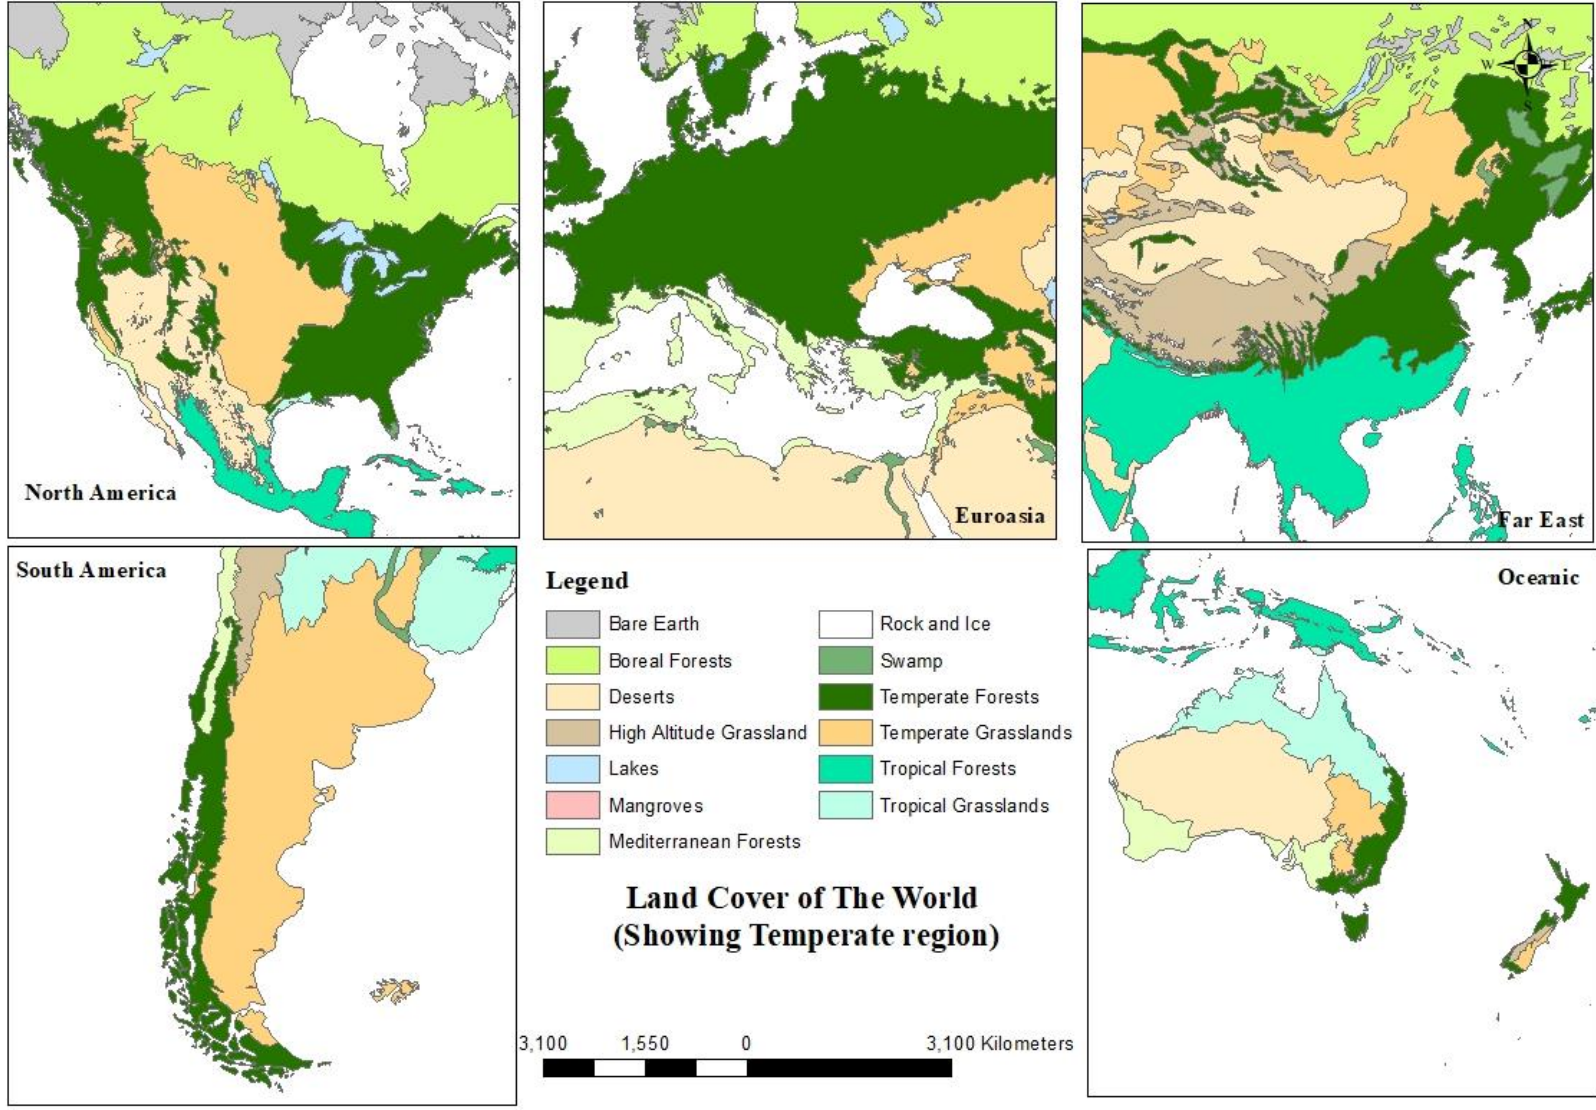 North America
Euroasia
N
W
E
S
Far East
South America
Legend
Bare Earth
Boreal Forests
Deserts
High Altitude Grassland
Lakes
Mangroves
Mediterranean Forests
Rock and Ice
Swamp
Temperate Forests
Temperate Grasslands
Tropical Forests
Tropical Grasslands
Land Cover of The World
(Showing Temperate region)
3,100 1,550 0 3,100 Kilometers
Oceanic